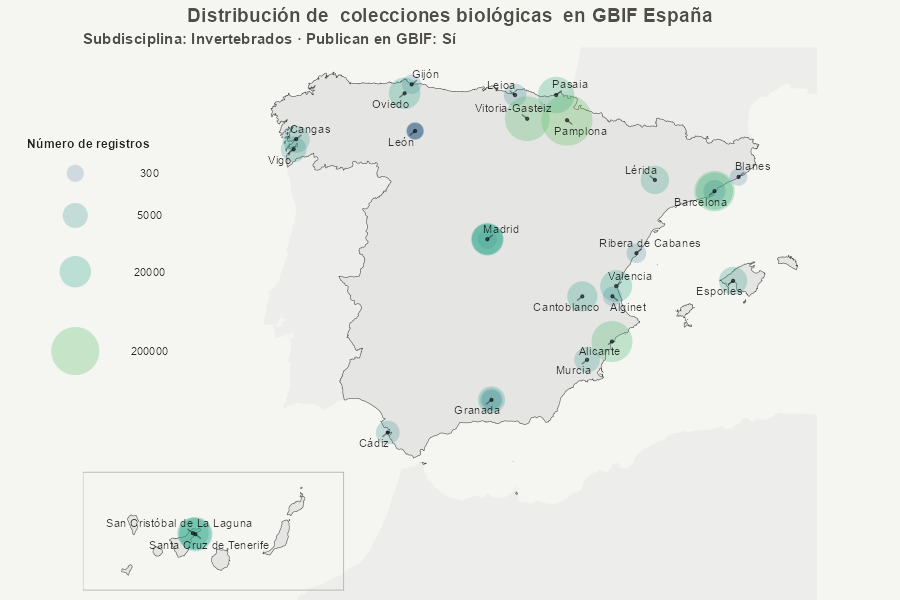 Distribución de  colecciones biológicas  en GBIF España
Subdisciplina: Invertebrados · Publican en GBIF: Sí
Gijón
Leioa
Pasaia
Oviedo
Vitoria-Gasteiz
Cangas
Pamplona
León
Número de registros
Vigo
Blanes
300
Lérida
Barcelona
5000
Madrid
Ribera de Cabanes
20000
Valencia
Esporles
Cantoblanco
Alginet
200000
Alicante
Murcia
Granada
Cádiz
San Cristóbal de La Laguna
Santa Cruz de Tenerife